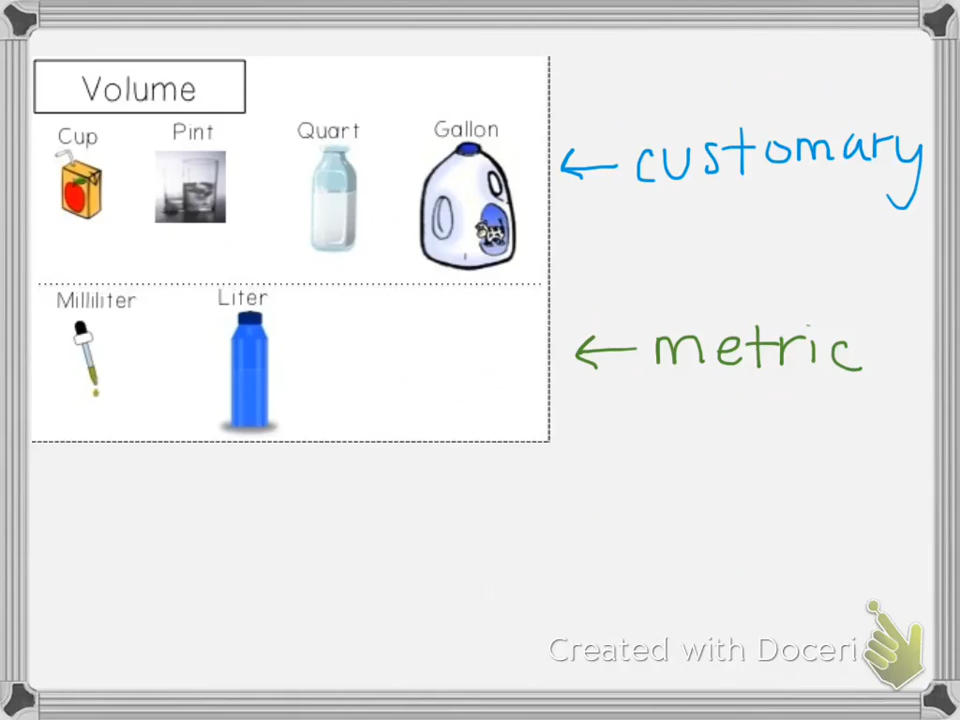 Volume
Cup Pint Quart Gallon
← customary
Milliliter Liter
← metric
Created with Doceri